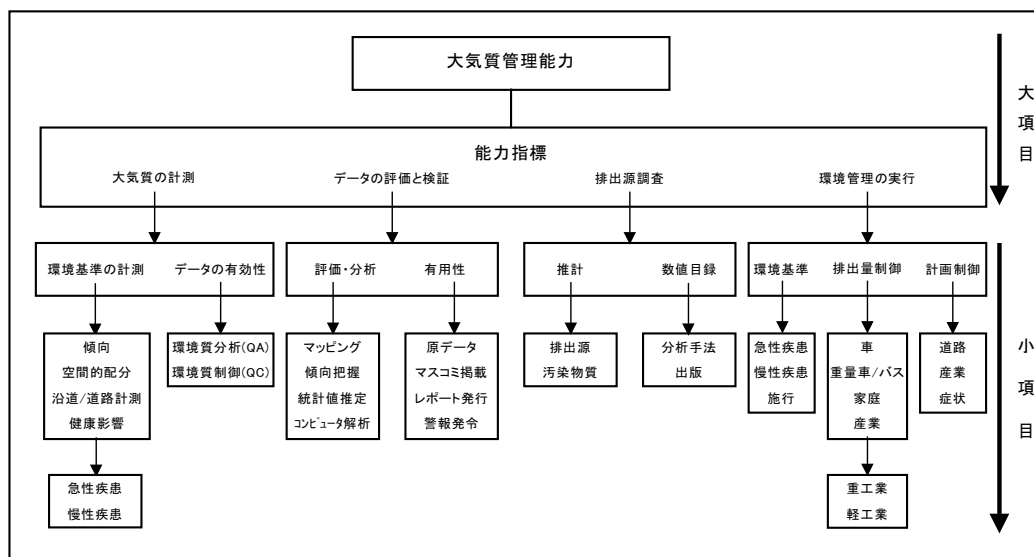 大気質管理能力
能力指標
大気質の計測 データの評価と検証 排出源調査 環境管理の実行
環境基準の計測 データの有効性 評価・分析 有用性 推計 数値目録 環境基準 排出量制御 計画制御
傾向
空間的配分
沿道/道路計測
健康影響
環境質分析(QA)
環境質制御(QC)
マッピング
傾向把握
統計値推定
コンピュータ解析
原データ
マスコミ掲載
レポート発行
警報発令
排出源
汚染物質
分析手法
出版
急性疾患
慢性疾患
施行
車
重量車/バス
家庭
産業
道路
産業
症状
急性疾患
慢性疾患
重工業
軽工業
大項目
小項目